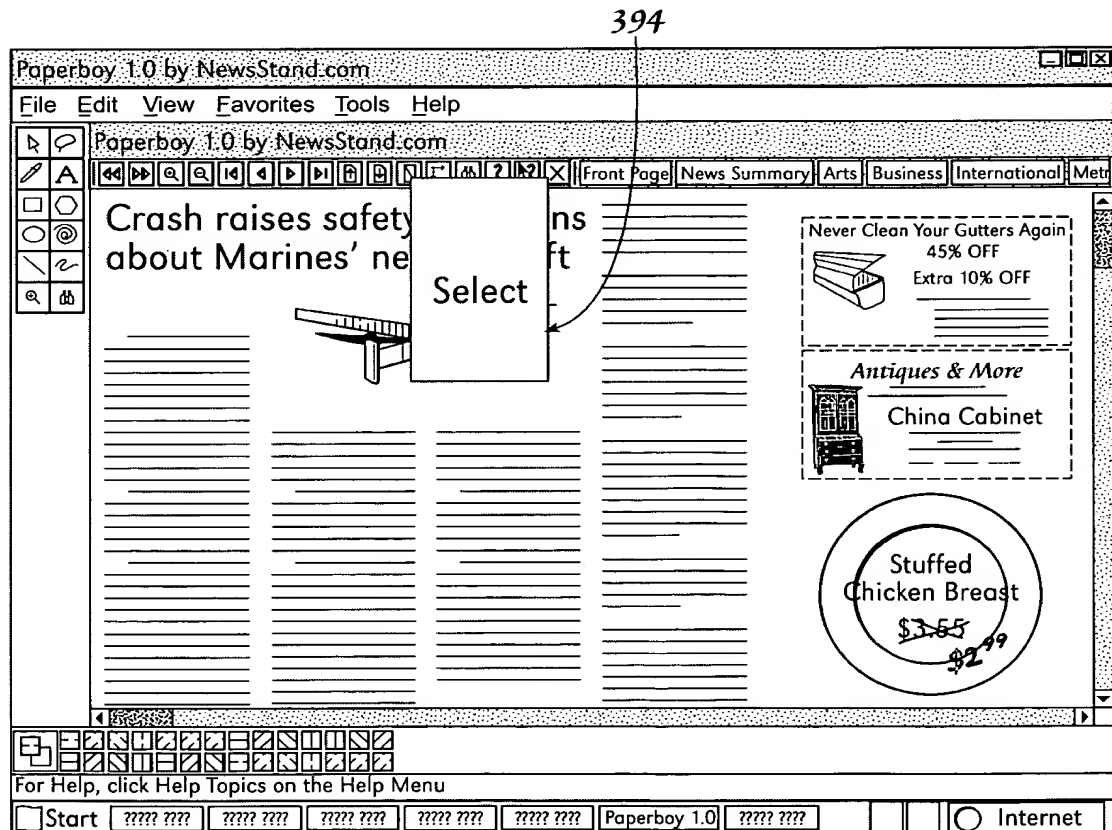 394
Paperboy 1.0 by NewsStand.com
File Edit View Favorites Tools Help
Paperboy 1.0 by NewsStand.com
A ? ? Front Page News Summary Arts Business International Metr
Crash raises safety ns
about Marines' ne ft
Select
Never Clean Your Gutters Again
45% OFF
Extra 10% OFF
Antiques & More
China Cabinet
Stuffed
Chicken Breast
$3.55
$2 99
For Help, click Help Topics on the Help Menu
Start ????? ???? ????? ???? ????? ???? ????? ???? ????? ???? Paperboy 1.0 ????? ???? Internet